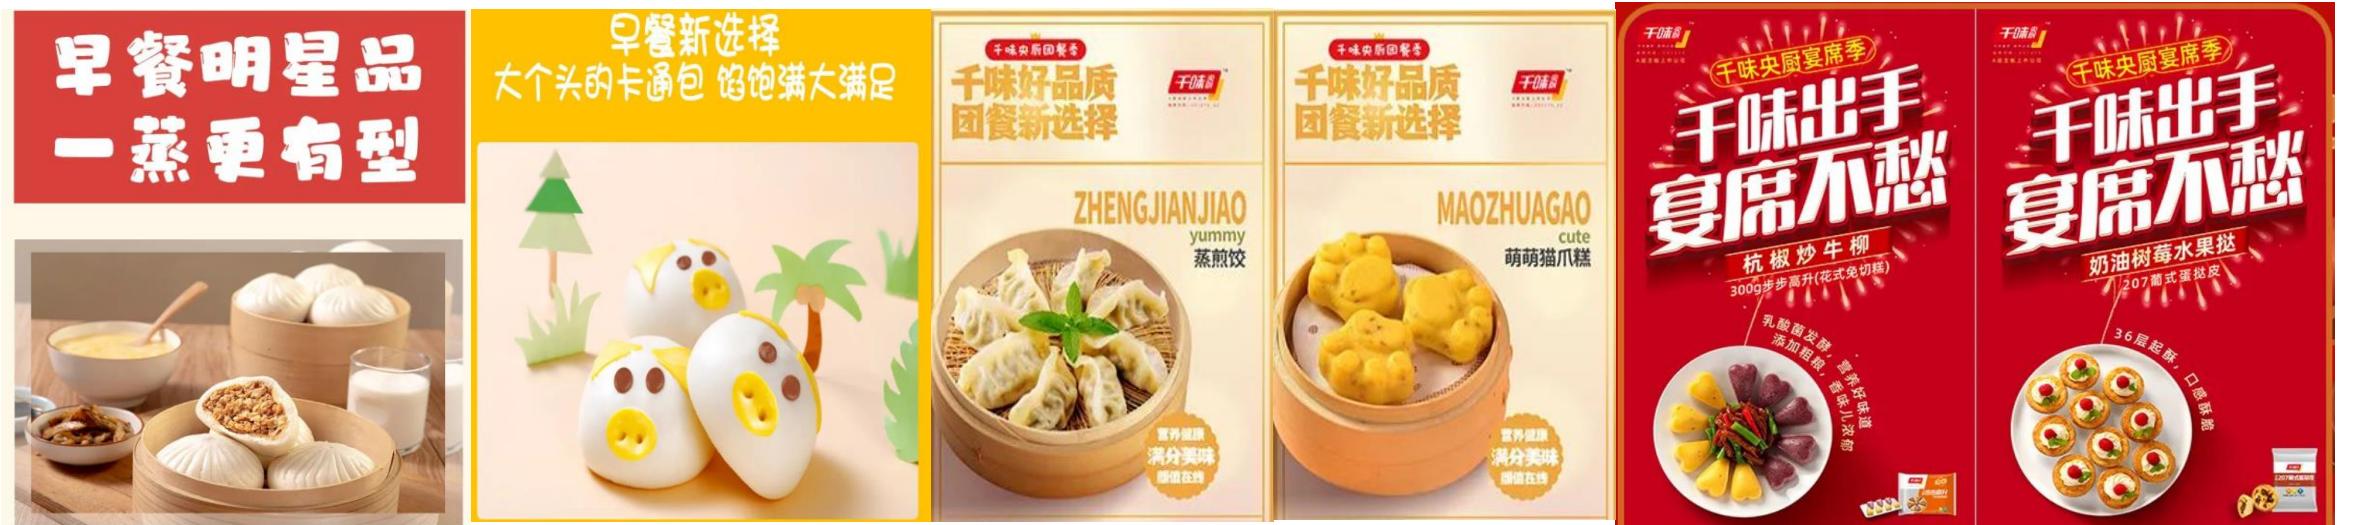 早餐明星品
一蒸更有型
早餐新选择
大个头的卡通包 馅饱满大满足
千味央厨团餐季
千味好品质
团餐新选择
千味
ZHENGJIANJIAO
yummy
蒸煎饺
营养健康
满分美味
颜值在线
千味央厨团餐季
千味好品质
团餐新选择
千味
MAOZHUAGAO
cute
萌萌猫爪糕
营养健康
满分美味
颜值在线
千味
千味央厨宴席季
千味出手
宴席不愁
杭椒炒牛柳
300g步步高升(花式免切糕)
乳酸菌发酵，营养好味道
添加粗粮，香味儿浓郁
千味
千味央厨宴席季
千味出手
宴席不愁
奶油树莓水果挞
207葡式蛋挞皮
36层起酥，口感酥脆